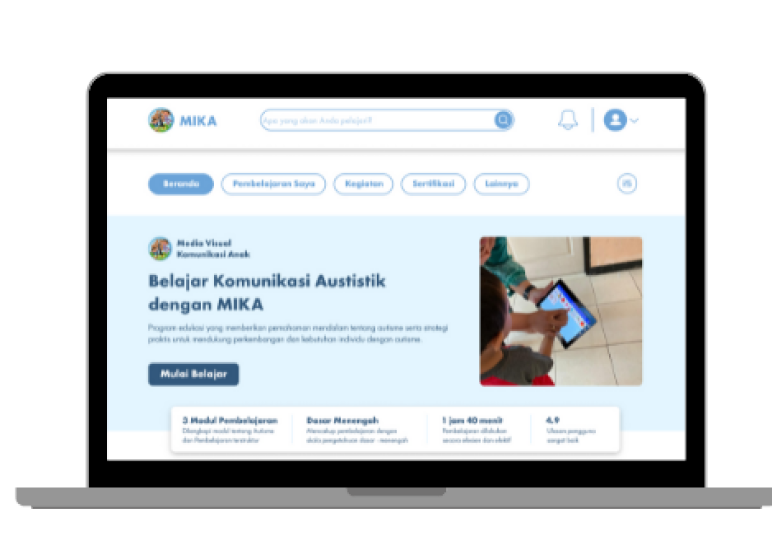 MIKA
Apa yang akan Anda pelajari?
Beranda
Pembelajaran Saya
Kegiatan
Sertifikasi
Lainnya
Media Visual
Komunikasi Anak
Belajar Komunikasi Austistik
dengan MIKA
Program edukasi yang memberikan pemahaman mendalam tentang autisme serta strategi
praktis untuk mendukung perkembangan dan kebutuhan individu dengan autisme.
Mulai Belajar
3 Modul Pembelajaran
Dilengkapi modul tentang Autisme
dan Pembelajaran terstruktur
Dasar Menengah
Mencakup pembelajaran dengan
skala pengetahuan dasar - menengah
1 jam 40 menit
Pembelajaran dilakukan
secara efisien dan efektif
4.9
Ulasan pengguna
sangat baik